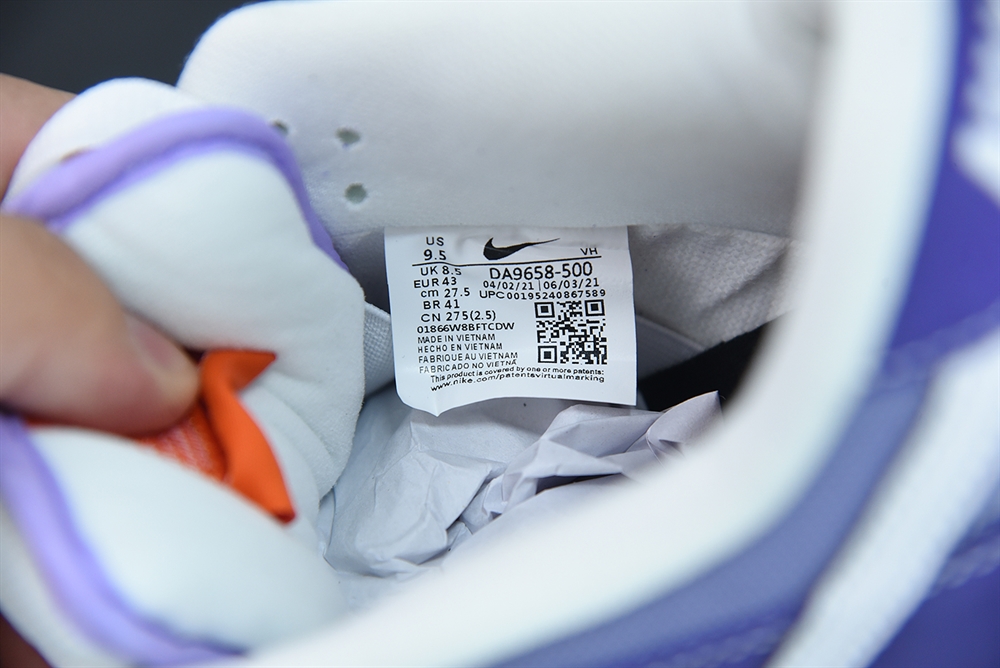 US
9.5
VH
UK 8.5
DA9658-500
EUR 43
04/02/21 | 06/03/21
cm 27.5
UPC00195240867589
BR 41
CN 275(2.5)
01866W8BFTCDW
MADE IN VIETNAM
HECHO EN VIETNAM
FABRIQUE AU VIETNAM
FABRICADO NO VIETNÃ
This product is covered by one or more patents:
www.nike.com/patentsvirtualmarking